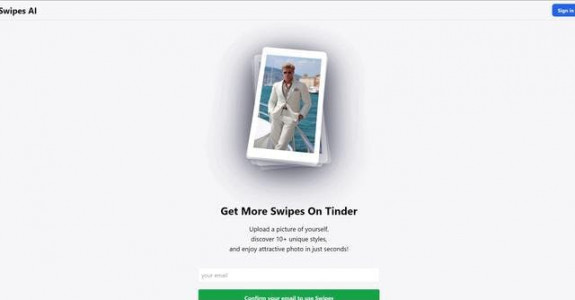 Swipes AI
Sign in
Get More Swipes On Tinder
Upload a picture of yourself,
discover 10+ unique styles,
and enjoy attractive photo in just seconds!
your email
Confirm your email to use Swipes